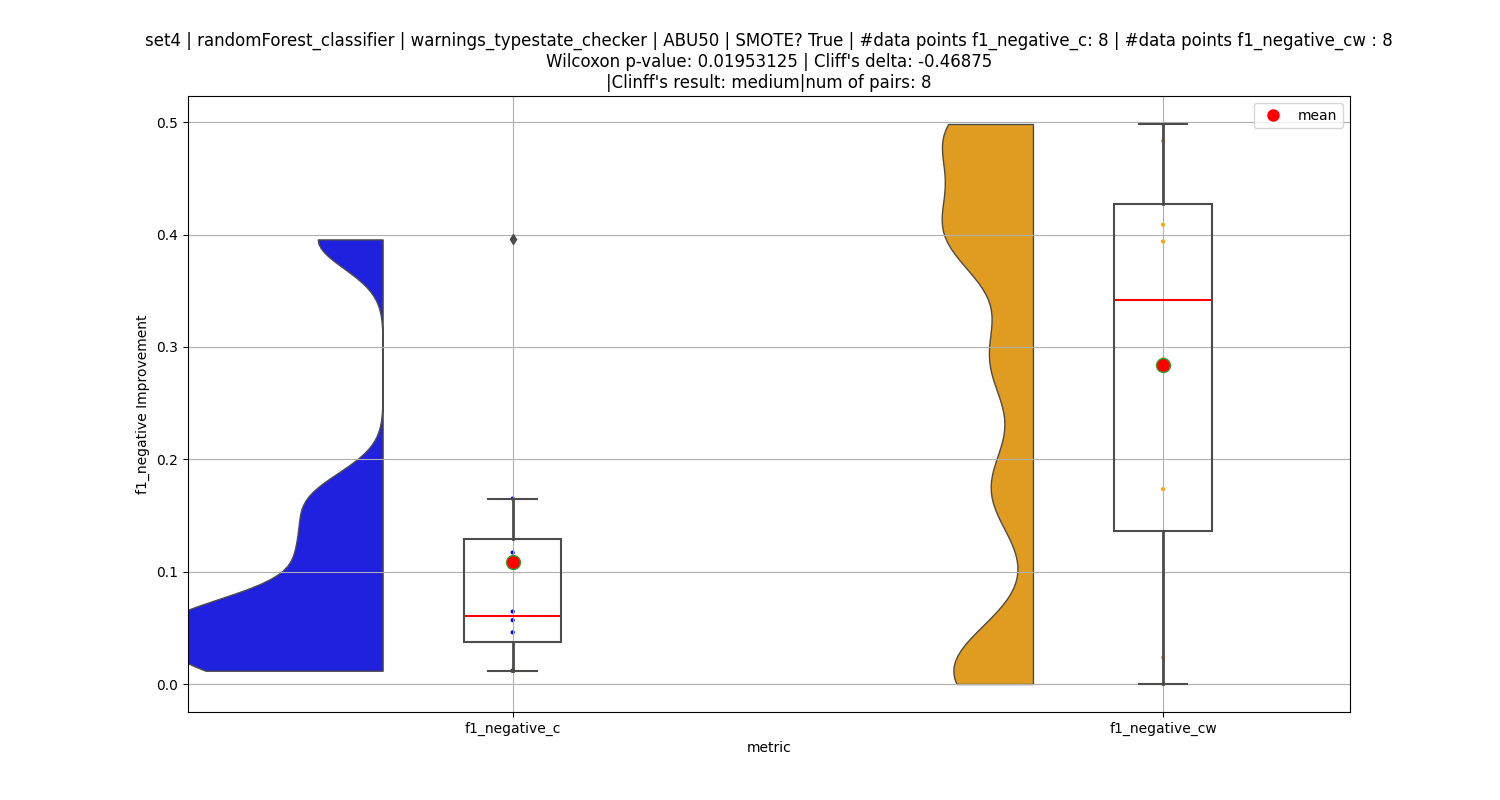 set4 | randomForest_classifier | warnings_typestate_checker | ABU50 | SMOTE? True | #data points f1_negative_c: 8 | #data points f1_negative_cw : 8
Wilcoxon p-value: 0.01953125 | Cliff's delta: -0.46875
|Clinff's result: medium|num of pairs: 8
mean
f1_negative Improvement
0.5
0.4
0.3
0.2
0.1
0.0
f1_negative_c
f1_negative_cw
metric